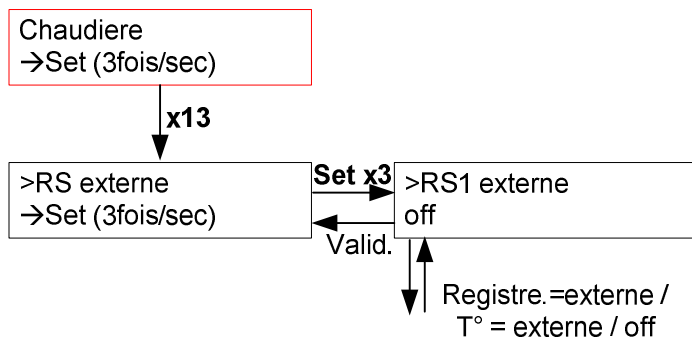 Chaudiere
→Set (3fois/sec)
x13
>RS externe
→Set (3fois/sec)
Set x3
Valid.
>RS1 externe
off
Registre.=externe /
T° = externe / off